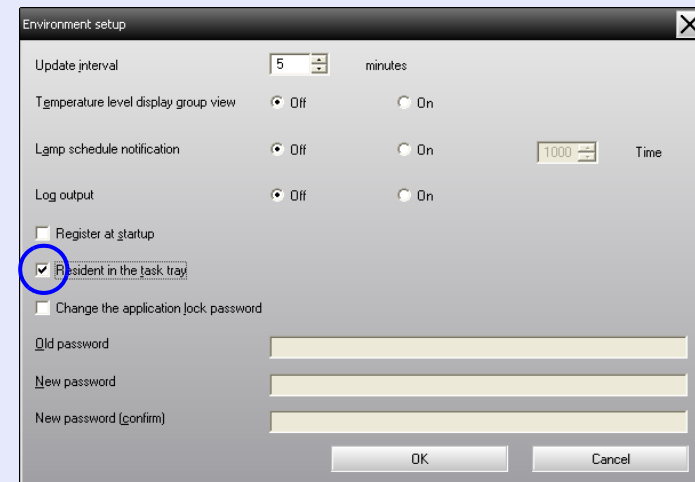 Environment setup
Update interval 5 minutes
Temperature level display group view Off On
Lamp schedule notification Off On 1000 Time
Log output Off On
Register at startup
Resident in the task tray
Change the application lock password
Old password
New password
New password (confirm)
OK Cancel